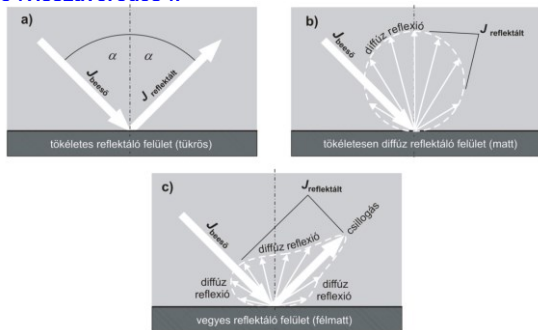 a)
α
α
J beeső
J reflektált
tökéletes reflektáló felület (tükrös)
b)
diffúz reflexió
J reflektált
J beeső
tökéletesen diffúz reflektáló felület (matt)
c)
J reflektált
J beeső
csillogás
diffúz reflexió
diffúz
reflexió
diffúz
reflexió
vegyes reflektáló felület (félmatt)